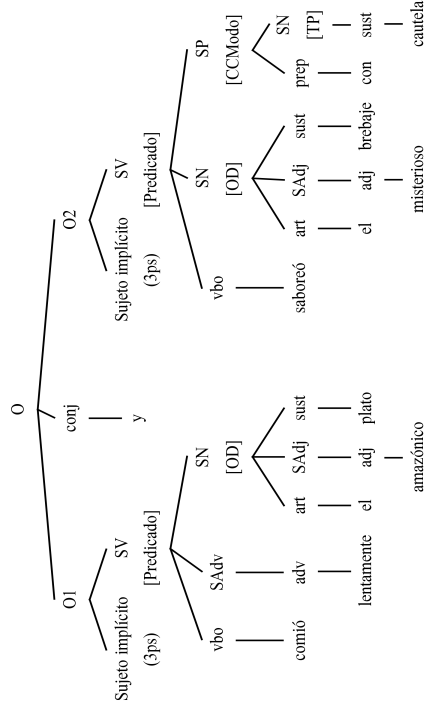 O
O1 conj O2
Sujeto implícito SV y Sujeto implícito SV
(3ps) [Predicado] (3ps) [Predicado]
vbo SAdv SN vbo SN SP
[OD] [OD] [CCModo]
comió adv art SAdj sust saboreó art SAdj sust prep SN
[TP]
lentamente el adj plato el adj brebaje con sust
amazónico misterioso cautela